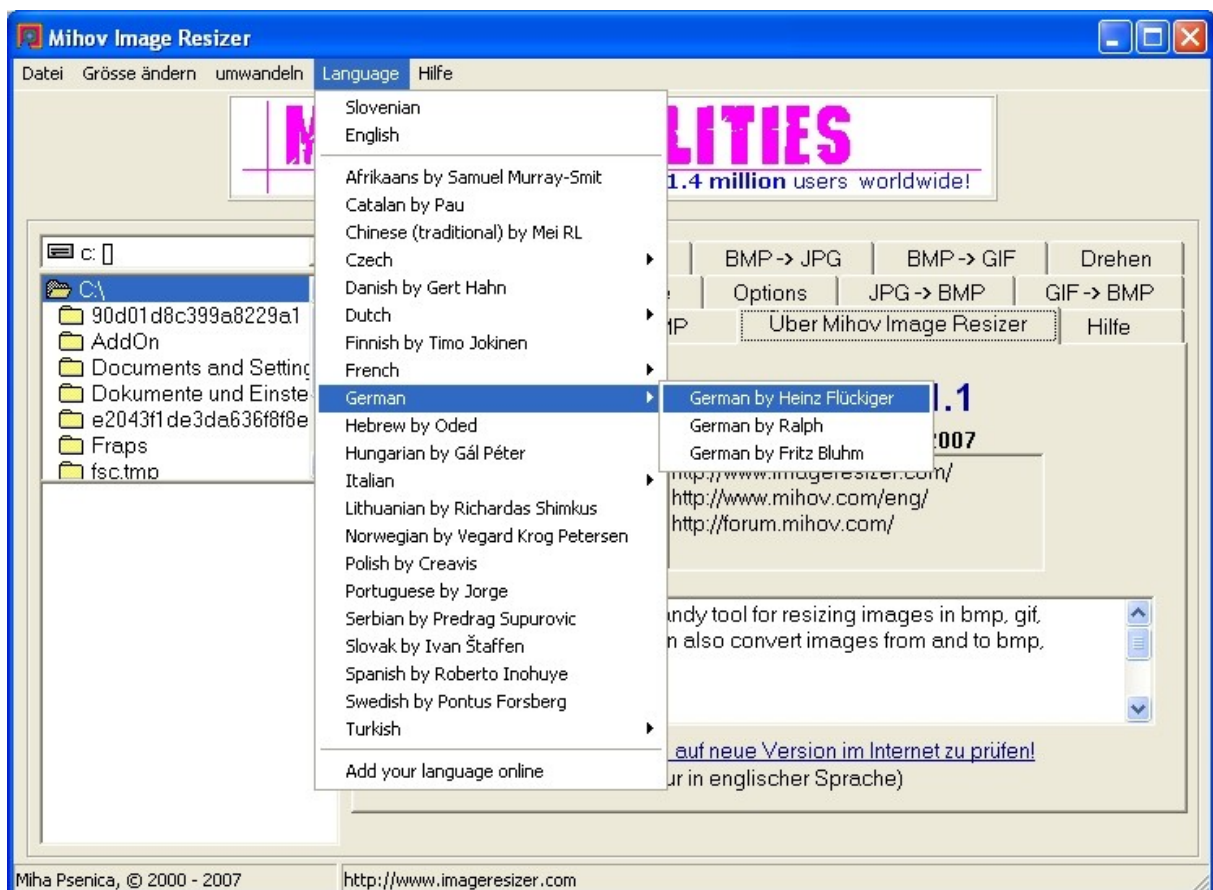 Mihov Image Resizer
Datei Grösse ändern umwandeln Language Hilfe
Slovenian
English
Afrikaans by Samuel Murray-Smit
Catalan by Pau
Chinese (traditional) by Mei RL
Czech
Danish by Gert Hahn
Dutch
Finnish by Timo Jokinen
French
German
Hebrew by Oded
Hungarian by Gál Péter
Italian
Lithuanian by Richardas Shimkus
Norwegian by Vegard Krog Petersen
Polish by Creavis
Portuguese by Jorge
Serbian by Predrag Supurovic
Slovak by Ivan Štaffen
Spanish by Roberto Inohuye
Swedish by Pontus Forsberg
Turkish
Add your language online
German by Heinz Flückiger
German by Ralph
German by Fritz Bluhm
LITIES
1.4 million users worldwide!
c: []
C:\
90d01d8c399a8229a1
AddOn
Documents and Setting
Dokumente und Einste
e2043f1de3da636f8f8e
Fraps
fsc.tmp
BMP -> JPG BMP -> GIF Drehen
Options JPG -> BMP GIF -> BMP
Über Mihov Image Resizer Hilfe
.1
2007
http://www.imageresizer.com/
http://www.mihov.com/eng/
http://forum.mihov.com/
andy tool for resizing images in bmp, gif,
n also convert images from and to bmp,
auf neue Version im Internet zu prüfen!
ur in englischer Sprache)
Miha Psenica, © 2000 - 2007 http://www.imageresizer.com